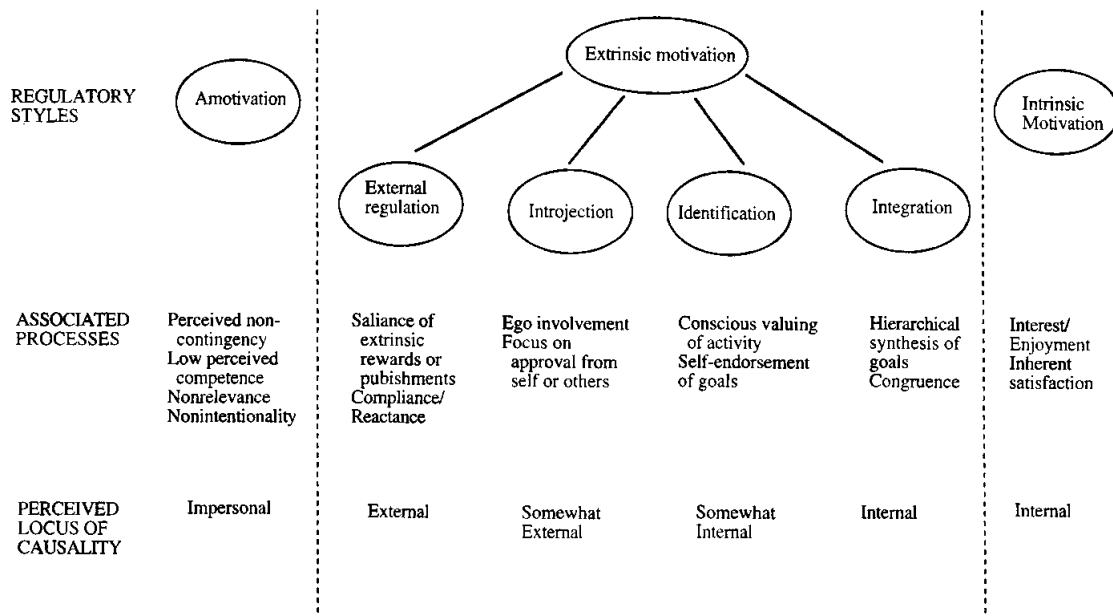 Extrinsic motivation
REGULATORY
STYLES
Amotivation
Intrinsic
Motivation
External
regulation
Introjection
Identification
Integration
ASSOCIATED
PROCESSES
Perceived non-
contingency
Low perceived
competence
Nonrelevance
Nonintentionality
Saliance of
extrinsic
rewards or
pubishments
Compliance/
Reactance
Ego involvement
Focus on
approval from
self or others
Conscious valuing
of activity
Self-endorsement
of goals
Hierarchical
synthesis of
goals
Congruence
Interest/
Enjoyment
Inherent
satisfaction
PERCEIVED
LOCUS OF
CAUSALITY
Impersonal
External
Somewhat
External
Somewhat
Internal
Internal
Internal